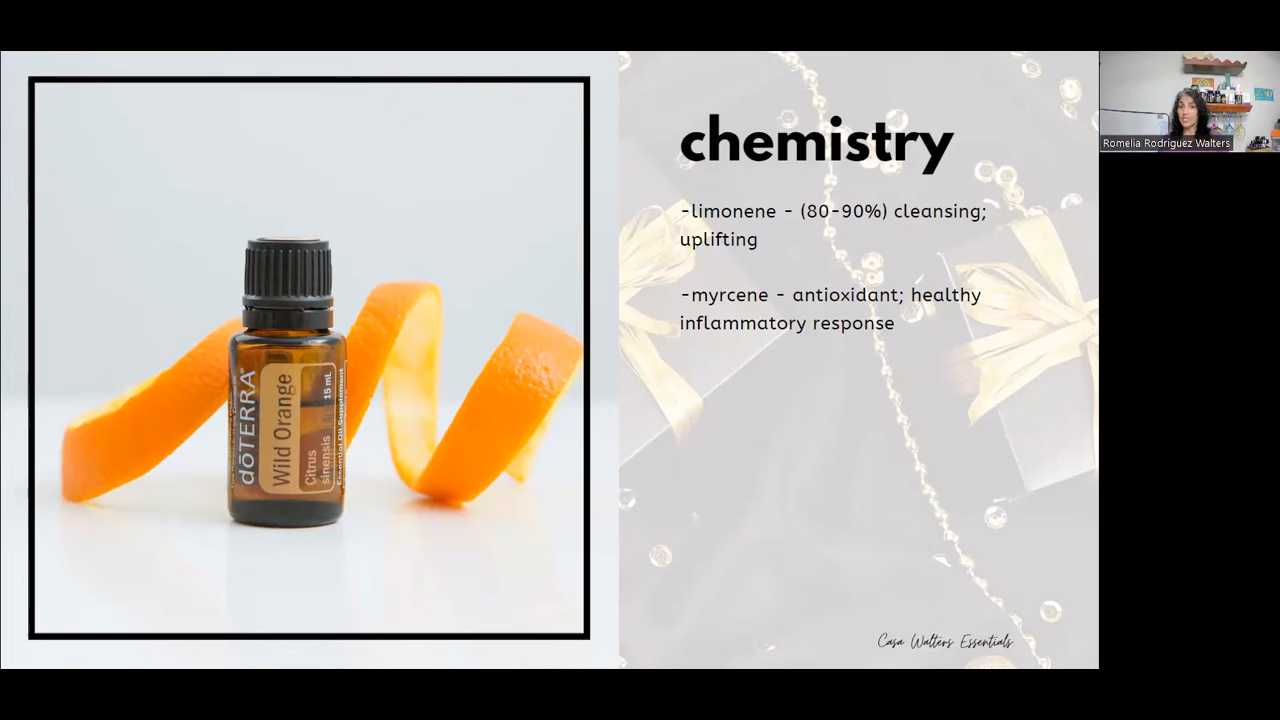 dōTERRA®
Wild Orange
15 mL
Citrus
sinensis
Essential Oil Supplement
chemistry
-limonene - (80-90%) cleansing;
uplifting
-myrcene - antioxidant; healthy
inflammatory response
Casa Walters Essentials
Romelia Rodriguez Walters